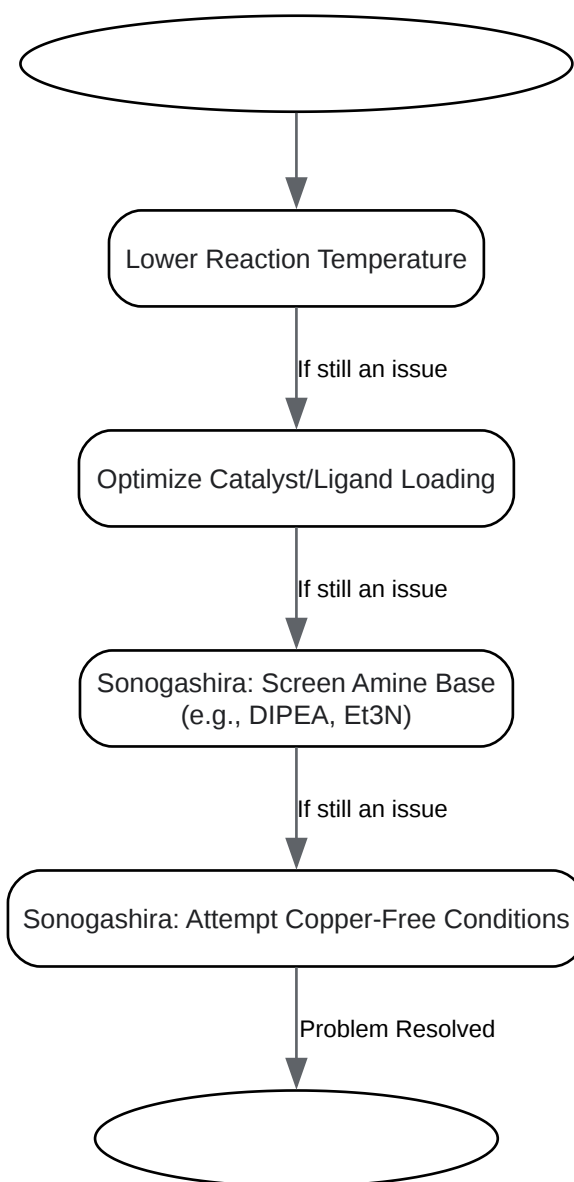 Lower Reaction Temperature
If still an issue
Optimize Catalyst/Ligand Loading
If still an issue
Sonogashira: Screen Amine Base
(e.g., DIPEA, Et3N)
If still an issue
Sonogashira: Attempt Copper-Free Conditions
Problem Resolved